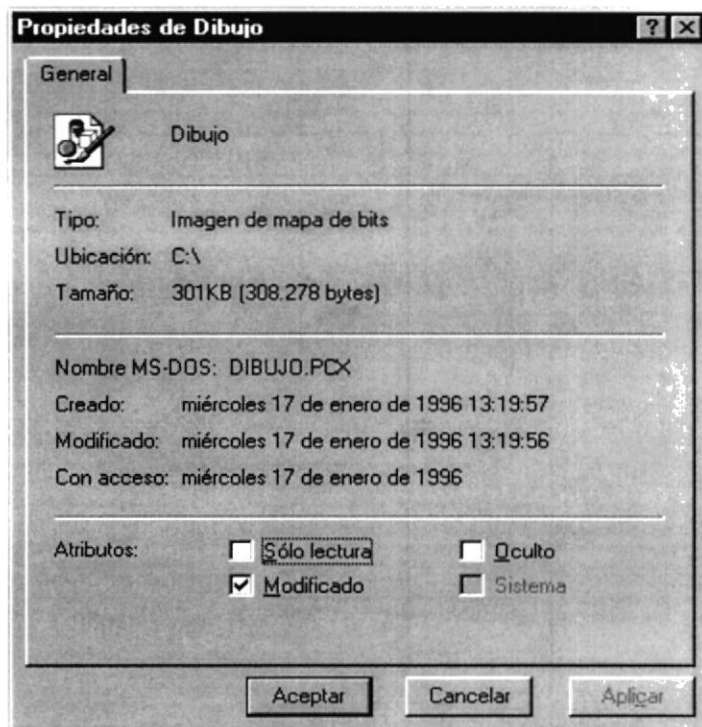 Propiedades de Dibujo ? ×
General
Dibujo
Tipo: Imagen de mapa de bits
Ubicación: C:\
Tamaño: 301KB (308.278 bytes)
Nombre MS-DOS: DIBUJO.PCX
Creado: miércoles 17 de enero de 1996 13:19:57
Modificado: miércoles 17 de enero de 1996 13:19:56
Con acceso: miércoles 17 de enero de 1996
Atributos: Sólo lectura Oculto
Modificado Sistema
Aceptar Cancelar Aplicar